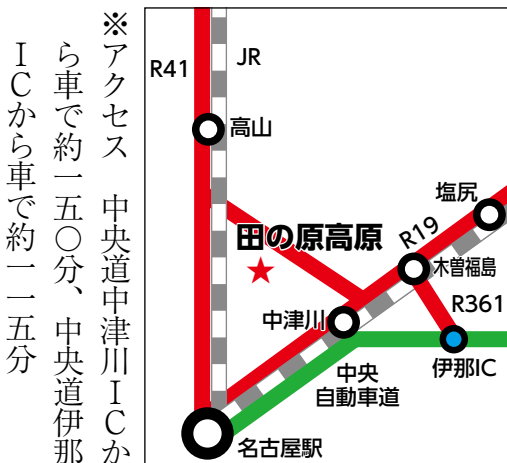 ※アクセス　中央道中津川ICか
ら車で約一五〇分、中央道伊那
ICから車で約一一五分
R41
JR
高山
塩尻
田の原高原
R19
木曽福島
R361
中津川
伊那IC
中央
自動車道
名古屋駅